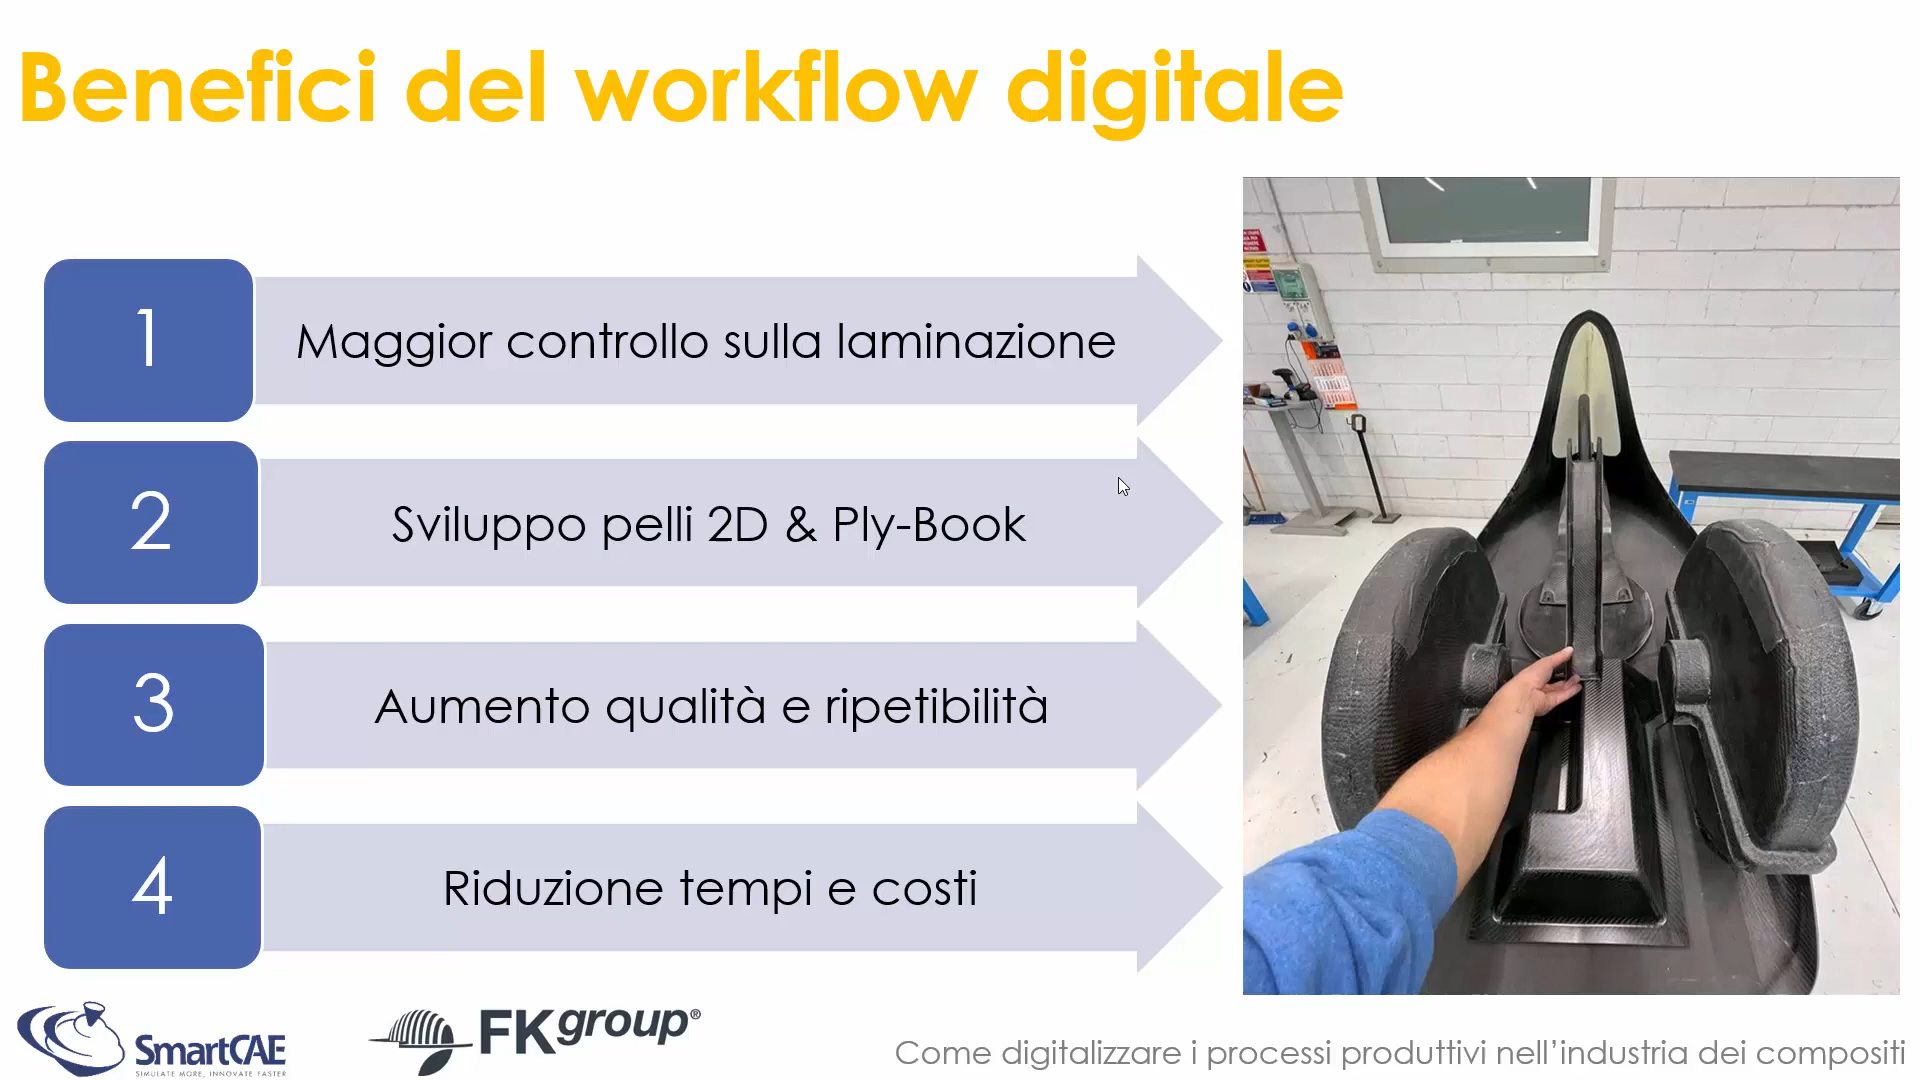 Benefici del workflow digitale
1
Maggior controllo sulla laminazione
2
Sviluppo pelli 2D & Ply-Book
3
Aumento qualità e ripetibilità
4
Riduzione tempi e costi
SmartCAE
SIMULATE MORE, INNOVATE FASTER
FKgroup®
Come digitalizzare i processi produttivi nell'industria dei compositi